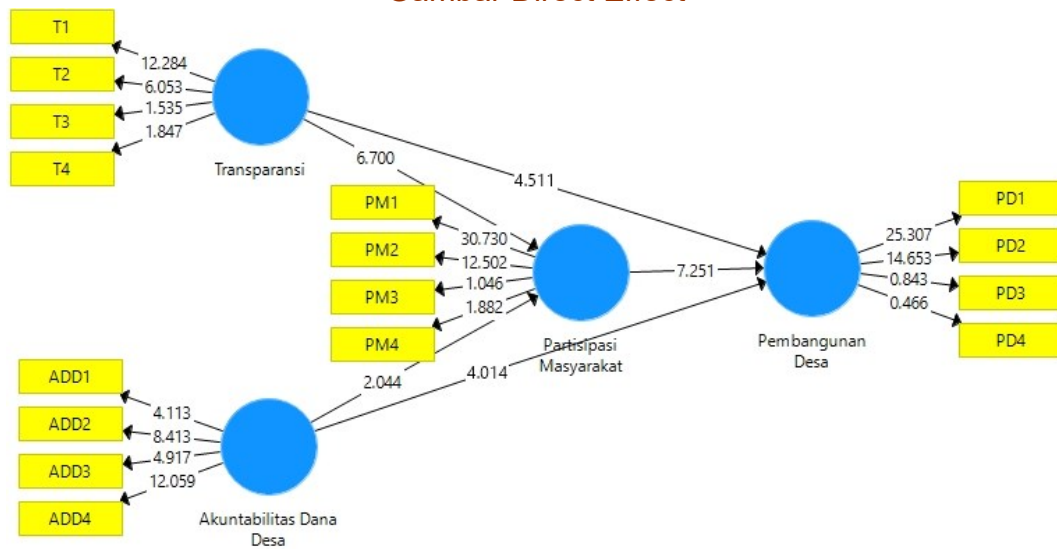 Gambar Direct Effect
T1
T2
T3
T4
12.284
6.053
1.535
1.847
Transparansi
6.700
4.511
PM1
PM2
PM3
PM4
30.730
12.502
1.046
1.882
Partisipasi
Masyarakat
7.251
PD1
PD2
PD3
PD4
25.307
14.653
0.843
0.466
Pembangunan
Desa
ADD1
ADD2
ADD3
ADD4
4.113
8.413
4.917
12.059
2.044
4.014
Akuntabilitas Dana
Desa